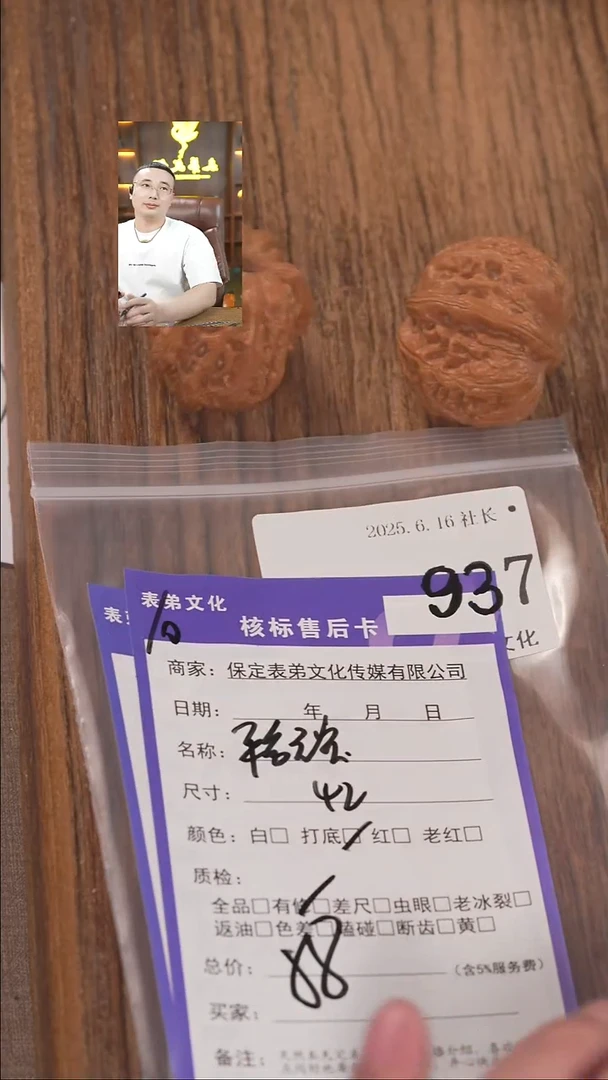 2025.6.16 社长
937
文化
表弟文化
10
核标售后卡
商家：保定表弟文化传媒有限公司
日期： 年 月 日
名称：
尺寸：42
颜色：白□ 打底□ 红□ 老红□
质检：
全品□有修□差尺□虫眼□老冰裂□
返油□色差□磕碰□断齿□黄□
总价：88（含5%服务费）
买家：
备注：